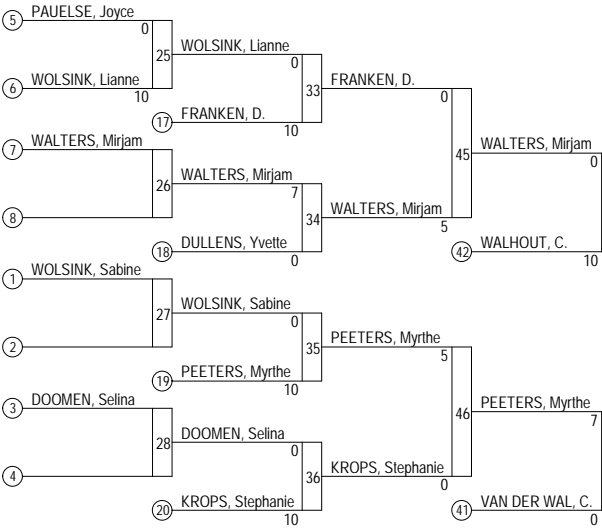 5 PAUELSE, Joyce
0
25 WOLSINK, Lianne
0
6 WOLSINK, Lianne
10
33 FRANKEN, D.
0
17 FRANKEN, D.
10
7 WALTERS, Mirjam
45 WALTERS, Mirjam
0
26 WALTERS, Mirjam
7
8
34 WALTERS, Mirjam
5
18 DULLENS, Yvette
0
42 WALHOUT, C.
10
1 WOLSINK, Sabine
27 WOLSINK, Sabine
0
2
35 PEETERS, Myrthe
5
19 PEETERS, Myrthe
10
3 DOOMEN, Selina
46 PEETERS, Myrthe
7
28 DOOMEN, Selina
0
4
36 KROPS, Stephanie
0
20 KROPS, Stephanie
10
41 VAN DER WAL, C.
0